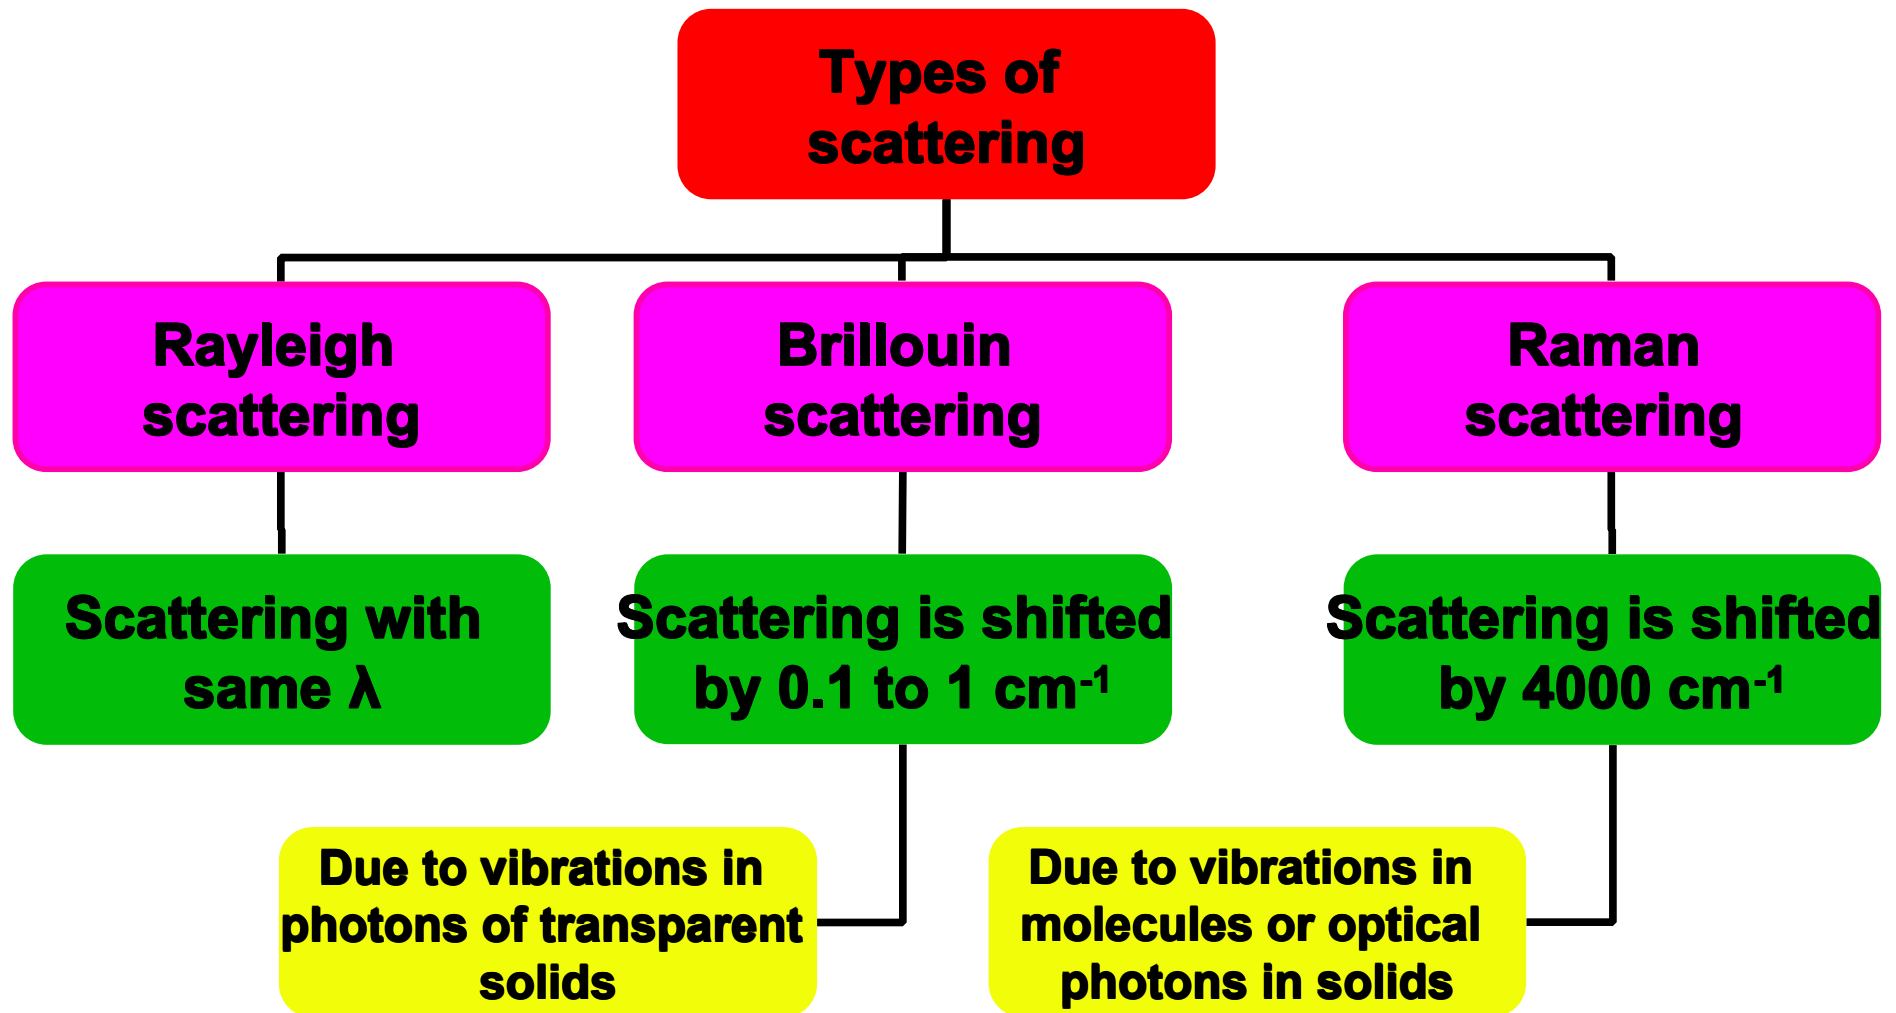 Types of
scattering
Rayleigh
scattering
Brillouin
scattering
Raman
scattering
Scattering with
same λ
Scattering is shifted
by 0.1 to 1 cm⁻¹
Scattering is shifted
by 4000 cm⁻¹
Due to vibrations in
photons of transparent
solids
Due to vibrations in
molecules or optical
photons in solids